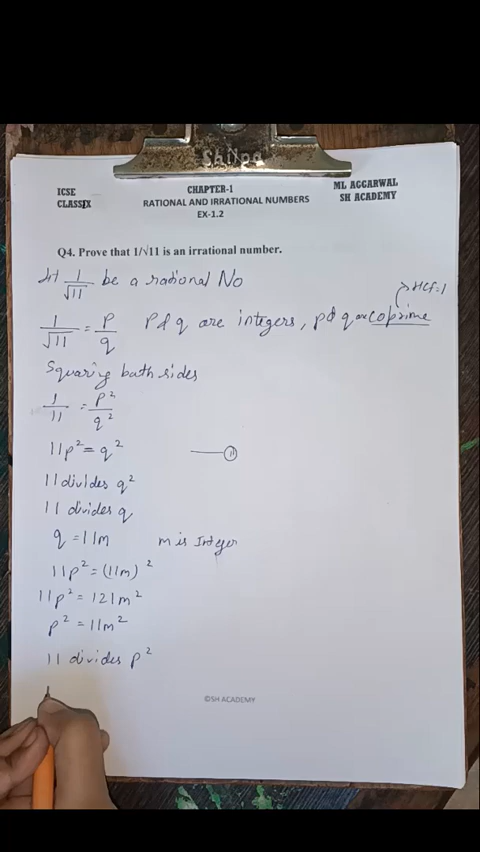 Shilpa
ICSE CHAPTER-1 ML AGGARWAL
CLASSIX RATIONAL AND IRRATIONAL NUMBERS SH ACADEMY
EX-1.2
Q4. Prove that 1/√11 is an irrational number.
Let 1/√11 be a rational No
→ HCF=1
1/√11 = p/q P & q are integers, p & q are coprime
Squaring both sides
1/11 = p²/q²
11p² = q² —(1)
11 divides q²
11 divides q
q = 11m m is Integer
11p² = (11m)²
11p² = 121m²
p² = 11m²
11 divides p²
©SH ACADEMY